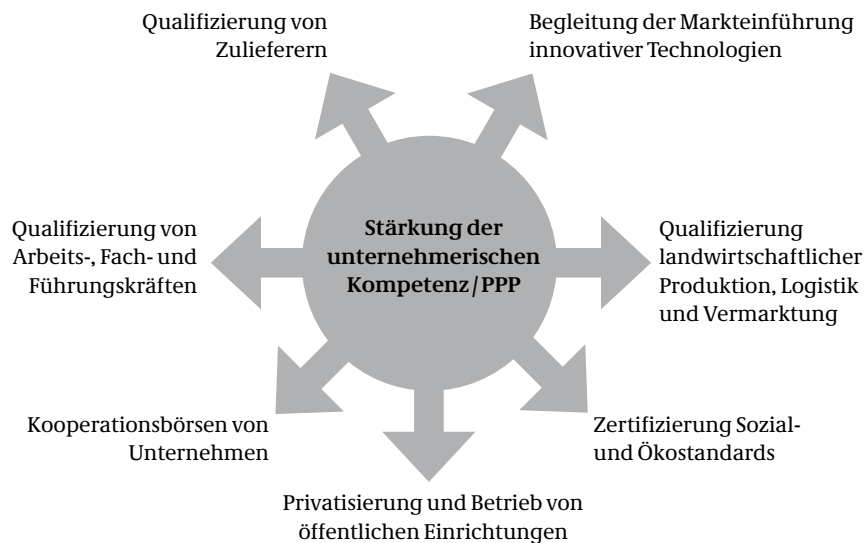 Qualifizierung von
Zulieferern
Begleitung der Markteinführung
innovativer Technologien
Qualifizierung von
Arbeits-, Fach- und
Führungskräften
Stärkung der
unternehmerischen
Kompetenz / PPP
Qualifizierung
landwirtschaftlicher
Produktion, Logistik
und Vermarktung
Kooperationsbörsen von
Unternehmen
Zertifizierung Sozial-
und Ökostandards
Privatisierung und Betrieb von
öffentlichen Einrichtungen